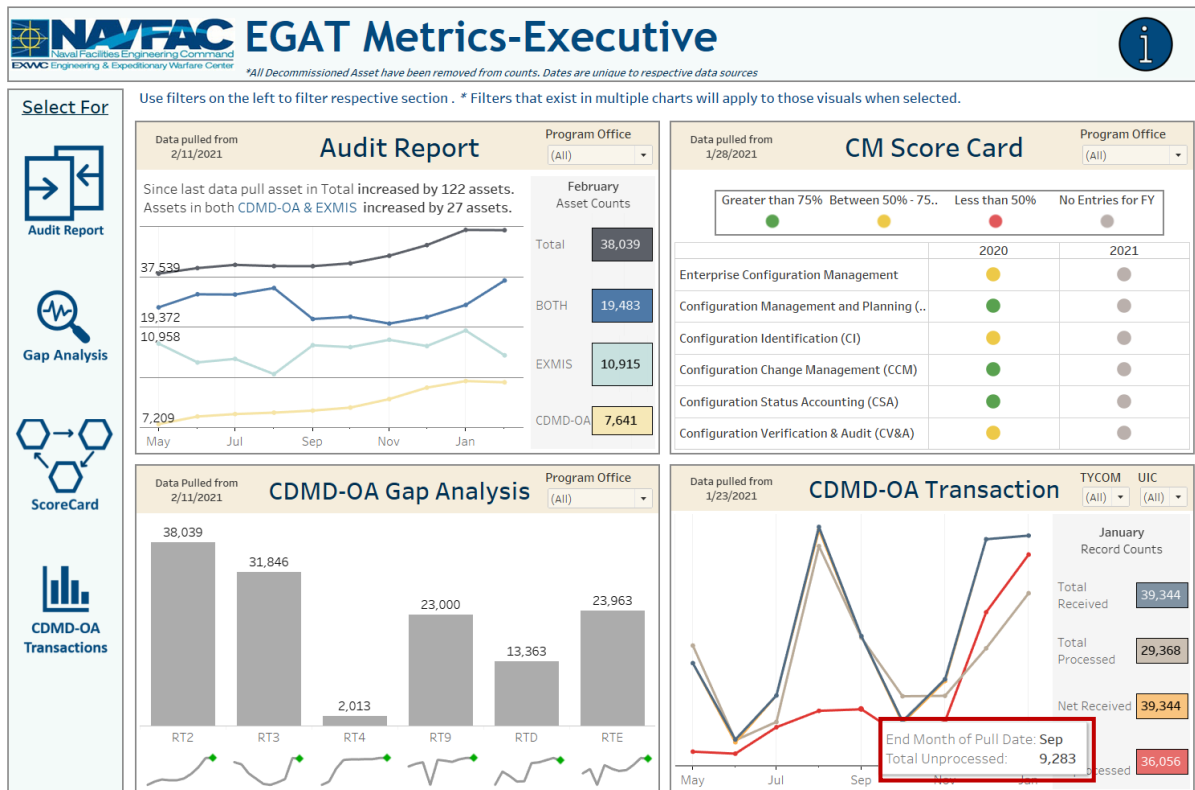 NAVFAC
Naval Facilities Engineering Command
EXWC Engineering & Expeditionary Warfare Center
EGAT Metrics-Executive
*All Decommissioned Asset have been removed from counts. Dates are unique to respective data sources
i
Select For
Audit Report
Gap Analysis
ScoreCard
CDMD-OA
Transactions
Use filters on the left to filter respective section . * Filters that exist in multiple charts will apply to those visuals when selected.
Data pulled from
2/11/2021
Audit Report
Program Office
(All)
Since last data pull asset in Total increased by 122 assets.
Assets in both CDMD-OA & EXMIS increased by 27 assets.
February
Asset Counts
37,539
Total 38,039
19,372
BOTH 19,483
10,958
EXMIS 10,915
7,209
CDMD-OA 7,641
May Jul Sep Nov Jan
Data pulled from
1/28/2021
CM Score Card
Program Office
(All)
Greater than 75% Between 50% - 75.. Less than 50% No Entries for FY
2020 2021
Enterprise Configuration Management
Configuration Management and Planning (..
Configuration Identification (CI)
Configuration Change Management (CCM)
Configuration Status Accounting (CSA)
Configuration Verification & Audit (CV&A)
Data Pulled from
2/11/2021
CDMD-OA Gap Analysis
Program Office
(All)
38,039
31,846
2,013
23,000
13,363
23,963
RT2 RT3 RT4 RT9 RTD RTE
Data pulled from
1/23/2021
CDMD-OA Transaction
TYCOM UIC
(All) (All)
January
Record Counts
Total
Received 39,344
Total
Processed 29,368
Net Received 39,344
36,056
End Month of Pull Date: Sep
Total Unprocessed: 9,283
May Jul Sep Nov Jan